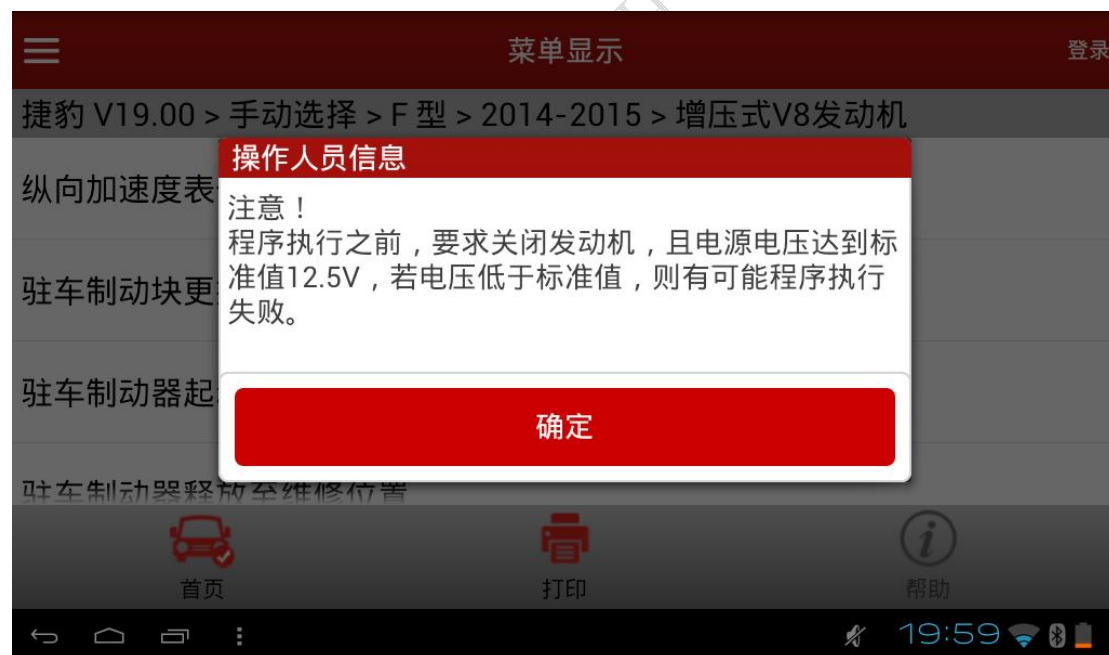 菜单显示
登录
捷豹 V19.00 > 手动选择 > F 型 > 2014-2015 > 增压式V8发动机
操作人员信息
纵向加速度表
注意！
程序执行之前，要求关闭发动机，且电源电压达到标
准值12.5V，若电压低于标准值，则有可能程序执行
失败。
驻车制动块更
驻车制动器起
确定
驻车制动器释放至维修位置
首页
打印
帮助
19:59